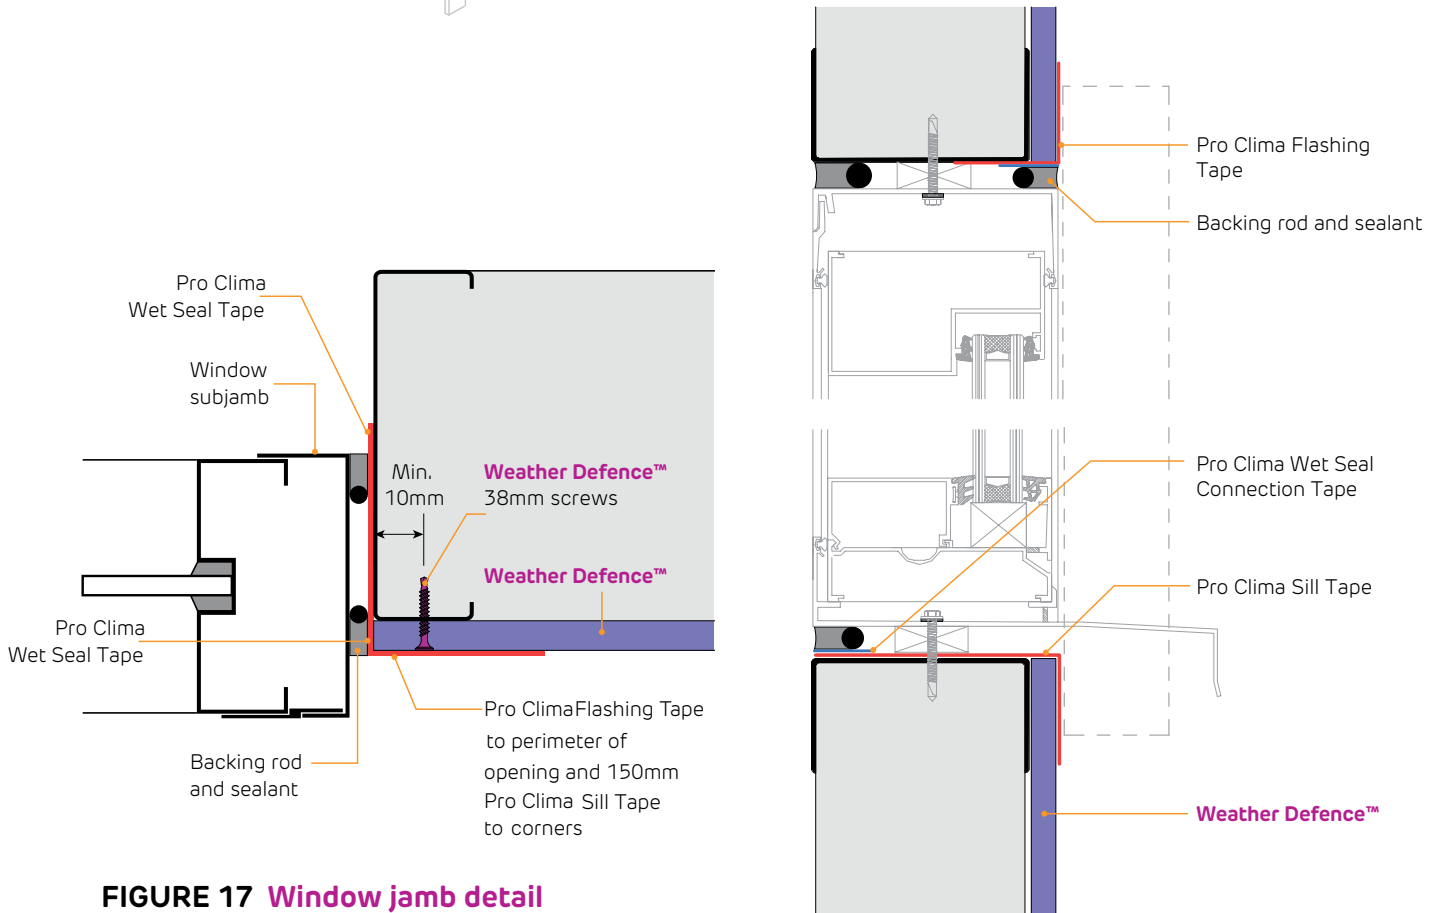 Pro Clima
Wet Seal Tape
Window
subjamb
Min.
10mm
Weather Defence™
38mm screws
Weather Defence™
Pro Clima
Wet Seal Tape
Pro ClimaFlashing Tape
to perimeter of
opening and 150mm
Pro Clima Sill Tape
to corners
Backing rod
and sealant
FIGURE 17 Window jamb detail
Pro Clima Flashing
Tape
Backing rod and sealant
Pro Clima Wet Seal
Connection Tape
Pro Clima Sill Tape
Weather Defence™